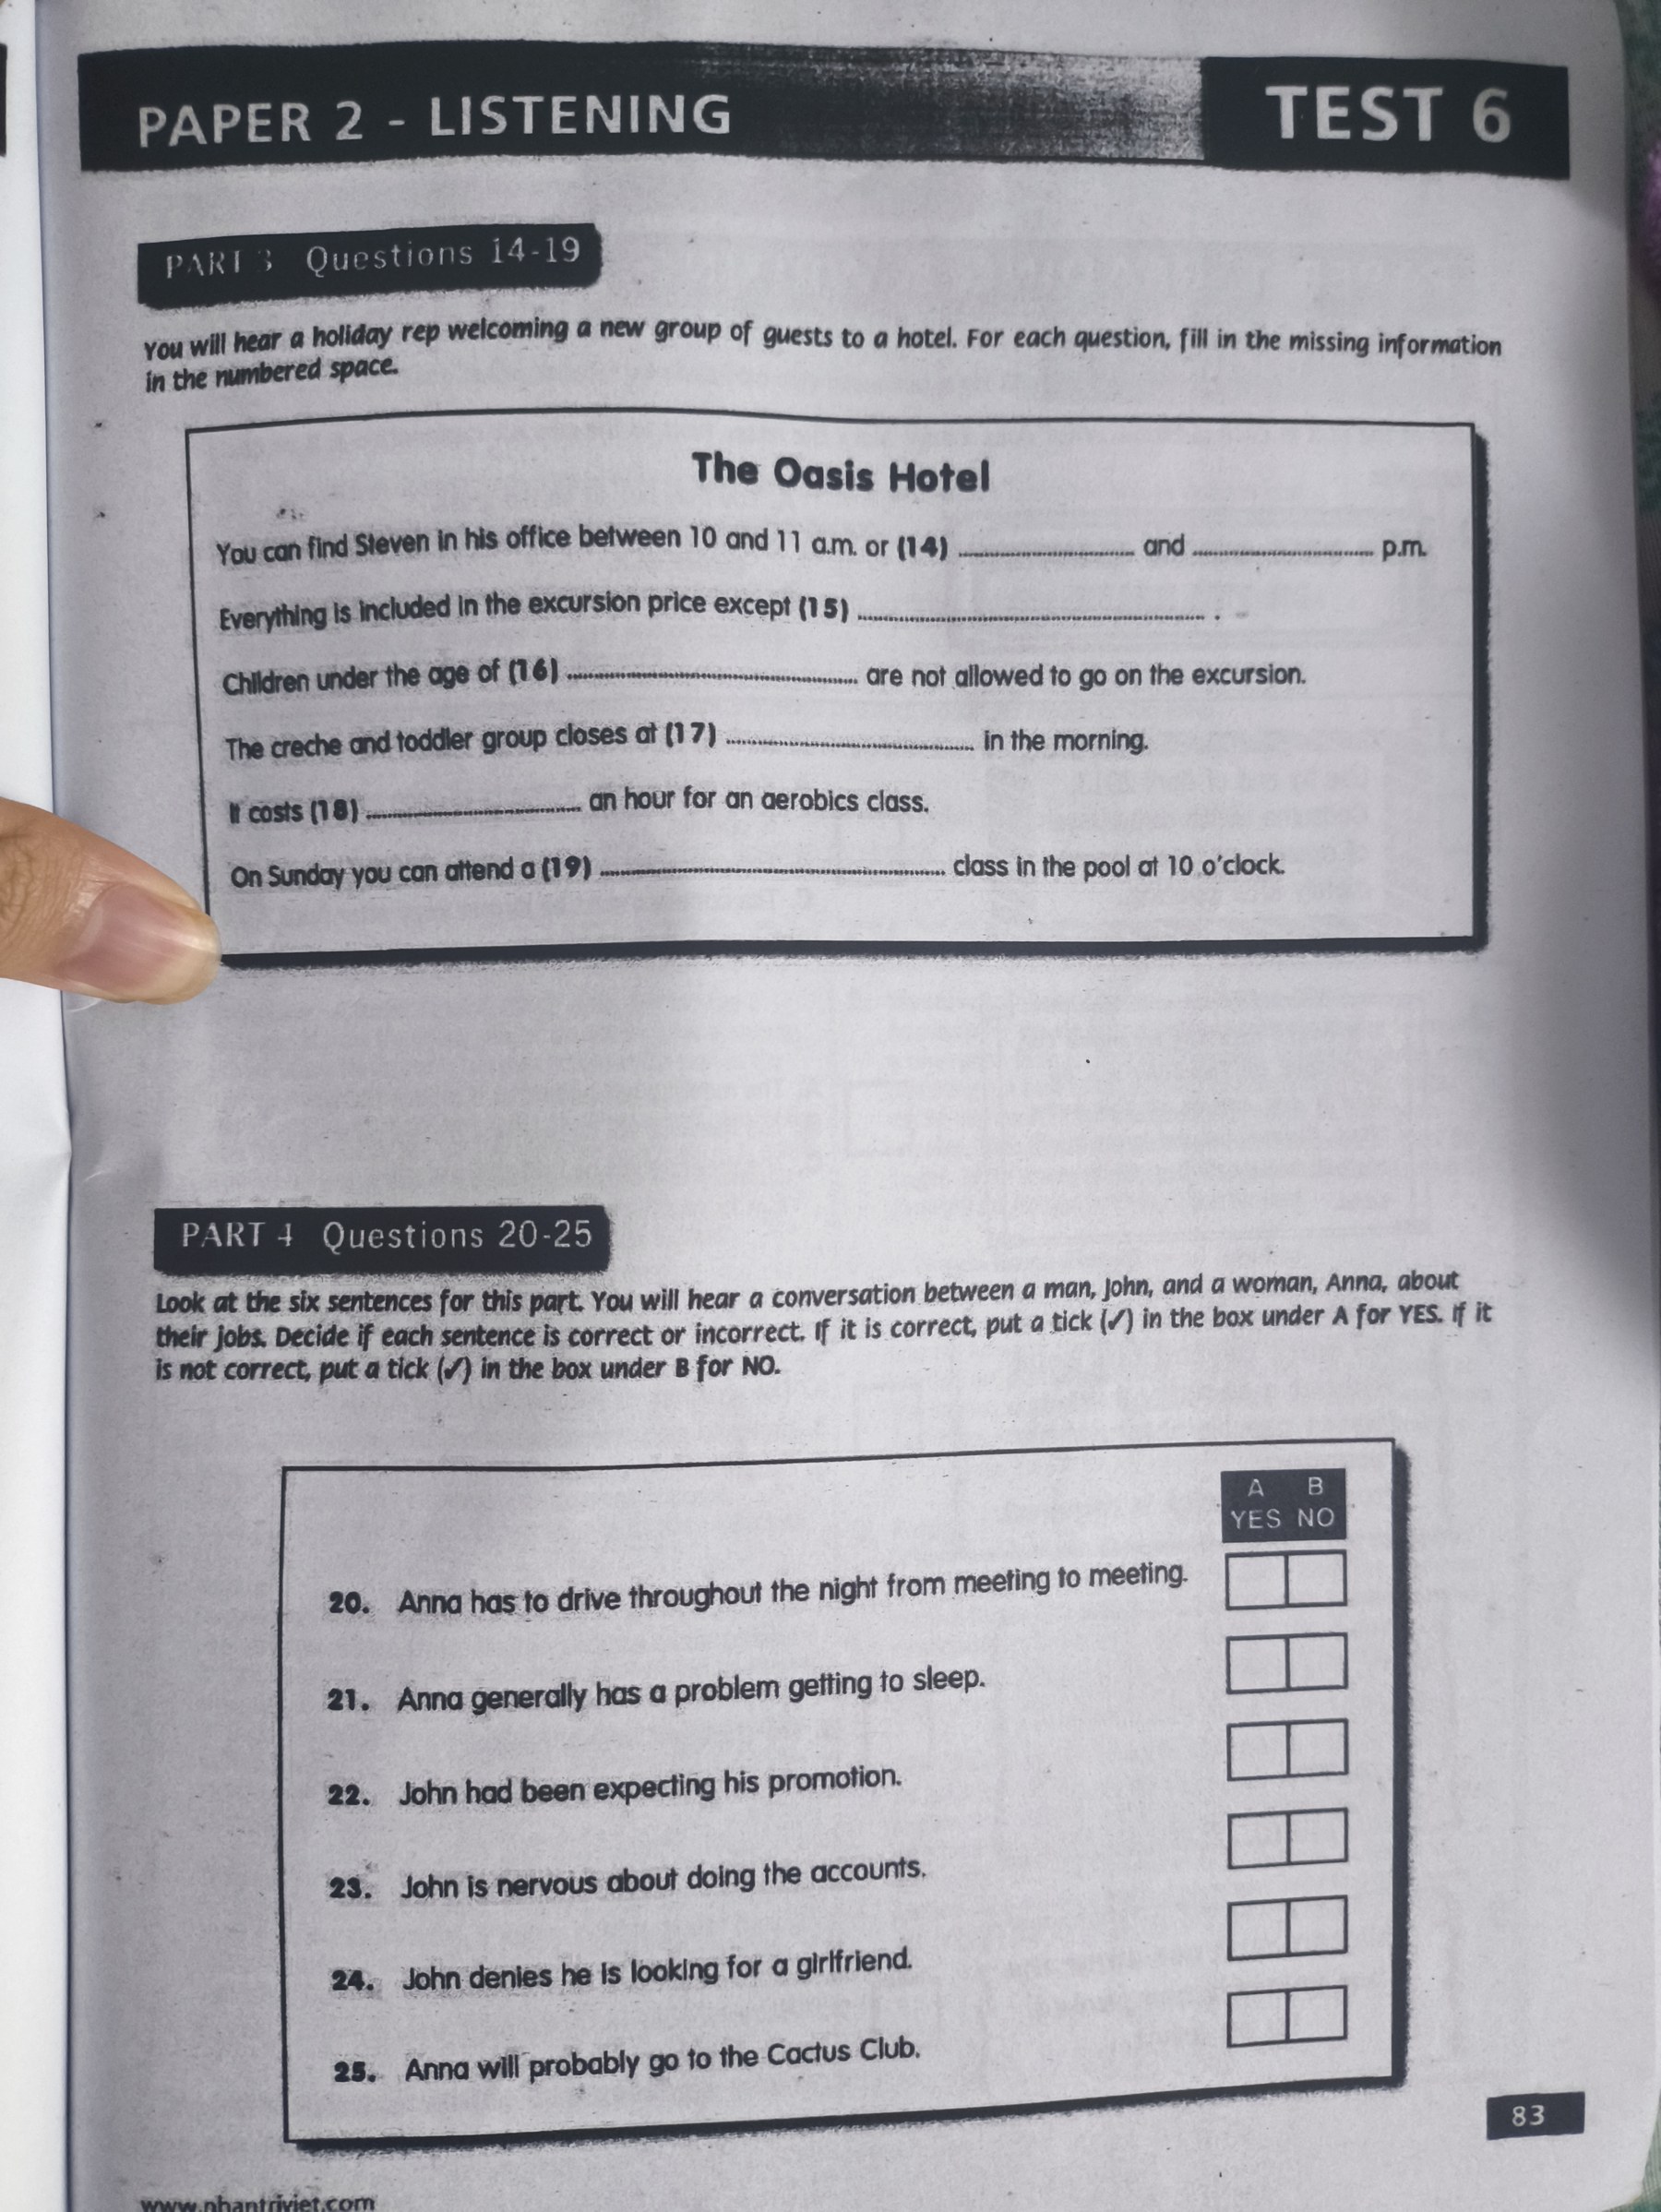 PAPER 2 - LISTENING
TEST 6
PART 3 Questions 14-19
You will hear a holiday rep welcoming a new group of guests to a hotel. For each question, fill in the missing information
in the numbered space.
The Oasis Hotel
You can find Steven in his office between 10 and 11 a.m. or (14) ........................ and ........................ p.m.
Everything is included in the excursion price except (15) ........................ .
Children under the age of (16) ........................ are not allowed to go on the excursion.
The creche and toddler group closes at (17) ........................ in the morning.
It costs (18) ........................ an hour for an aerobics class.
On Sunday you can attend a (19) ........................ class in the pool at 10 o'clock.
PART 4 Questions 20-25
Look at the six sentences for this part. You will hear a conversation between a man, John, and a woman, Anna, about
their jobs. Decide if each sentence is correct or incorrect. If it is correct, put a tick (✓) in the box under A for YES. If it
is not correct, put a tick (✓) in the box under B for NO.
A B
YES NO
20. Anna has to drive throughout the night from meeting to meeting.
21. Anna generally has a problem getting to sleep.
22. John had been expecting his promotion.
23. John is nervous about doing the accounts.
24. John denies he is looking for a girlfriend.
25. Anna will probably go to the Cactus Club.
83
www.nhantriviet.com